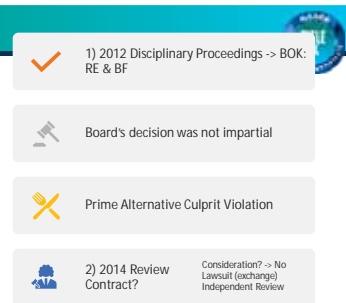 1) 2012 Disciplinary Proceedings -> BOK:
RE & BF
Board's decision was not impartial
Prime Alternative Culprit Violation
2) 2014 Review
Contract?
Consideration? -> No
Lawsuit (exchange)
Independent Review